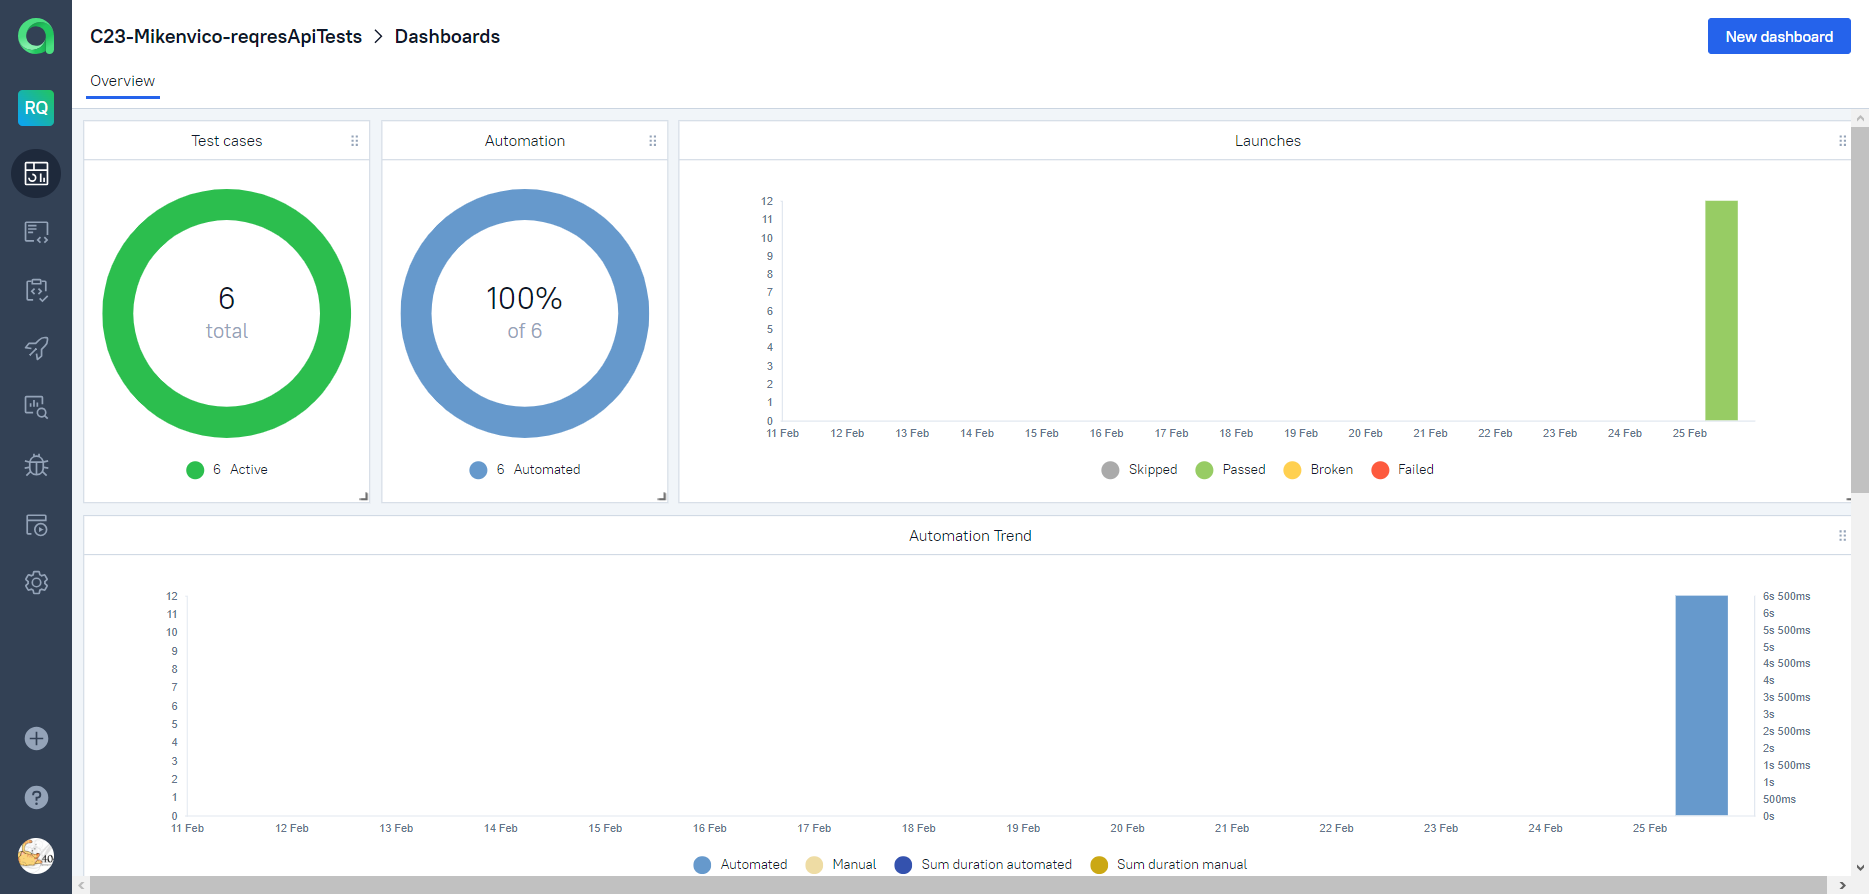 C23-Mikenvico-reqresApiTests > Dashboards
New dashboard
Overview
RQ
Test cases
6
total
6 Active
Automation
100%
of 6
6 Automated
Launches
12
11
10
9
8
7
6
5
4
3
2
1
0
11 Feb 12 Feb 13 Feb 14 Feb 15 Feb 16 Feb 17 Feb 18 Feb 19 Feb 20 Feb 21 Feb 22 Feb 23 Feb 24 Feb 25 Feb
Skipped Passed Broken Failed
Automation Trend
12
11
10
9
8
7
6
5
4
3
2
1
0
6s 500ms
6s
5s 500ms
5s
4s 500ms
4s
3s 500ms
3s
2s 500ms
2s
1s 500ms
1s
500ms
0s
11 Feb 12 Feb 13 Feb 14 Feb 15 Feb 16 Feb 17 Feb 18 Feb 19 Feb 20 Feb 21 Feb 22 Feb 23 Feb 24 Feb 25 Feb
Automated Manual Sum duration automated Sum duration manual
?
40